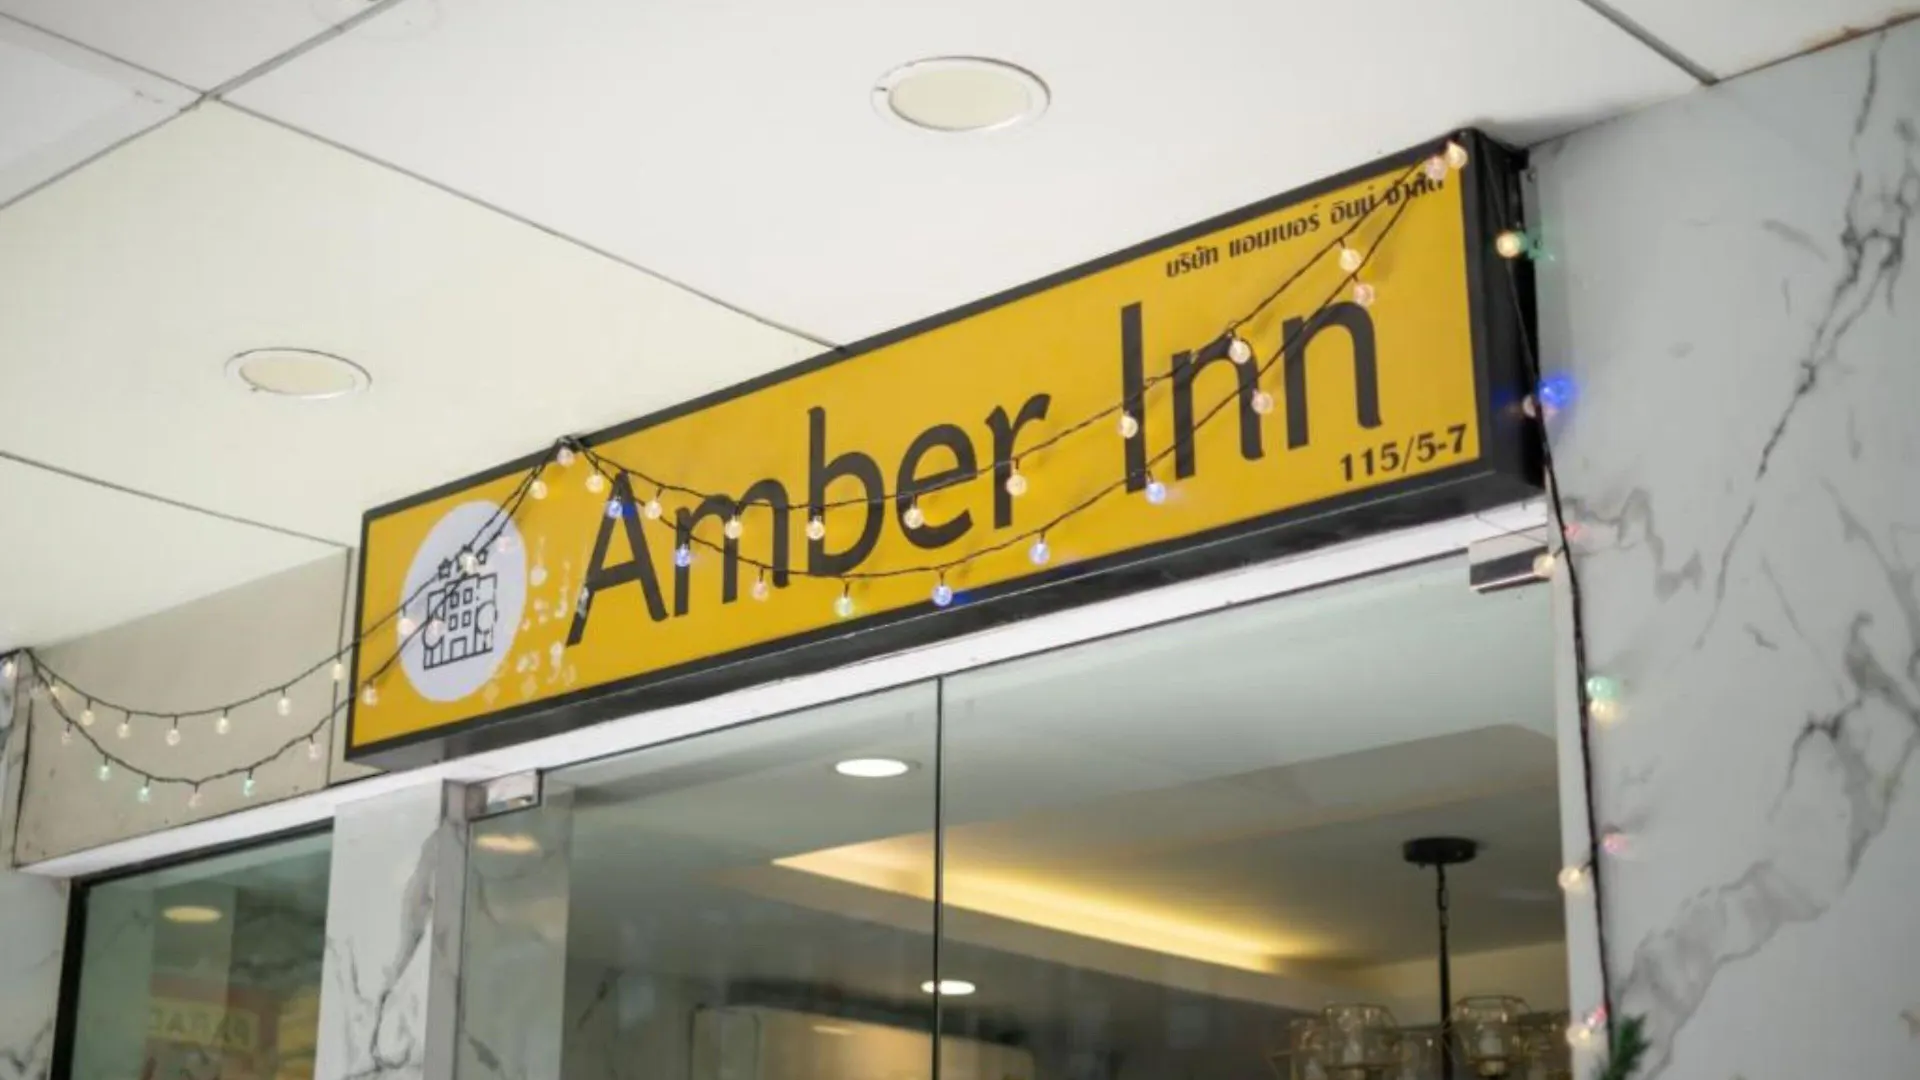 บริษัท แอมเบอร์ อินน์ จำกัด
Amber Inn
115/5-7